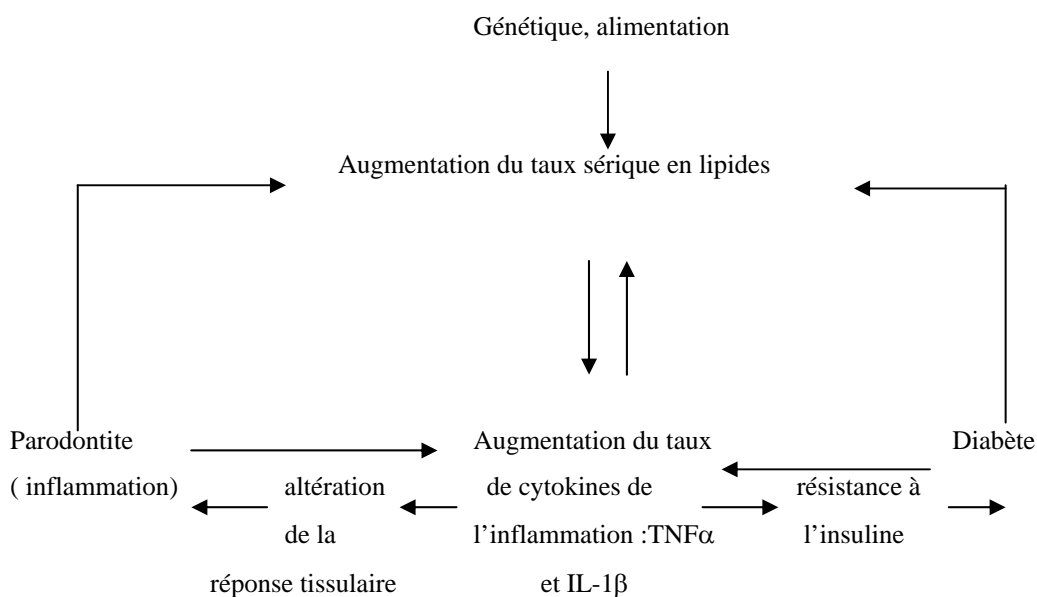 Génétique, alimentation
Augmentation du taux sérique en lipides
Parodontite Augmentation du taux Diabète
( inflammation) altération de cytokines de résistance à
de la l’inflammation :TNFα l’insuline
réponse tissulaire et IL-1β